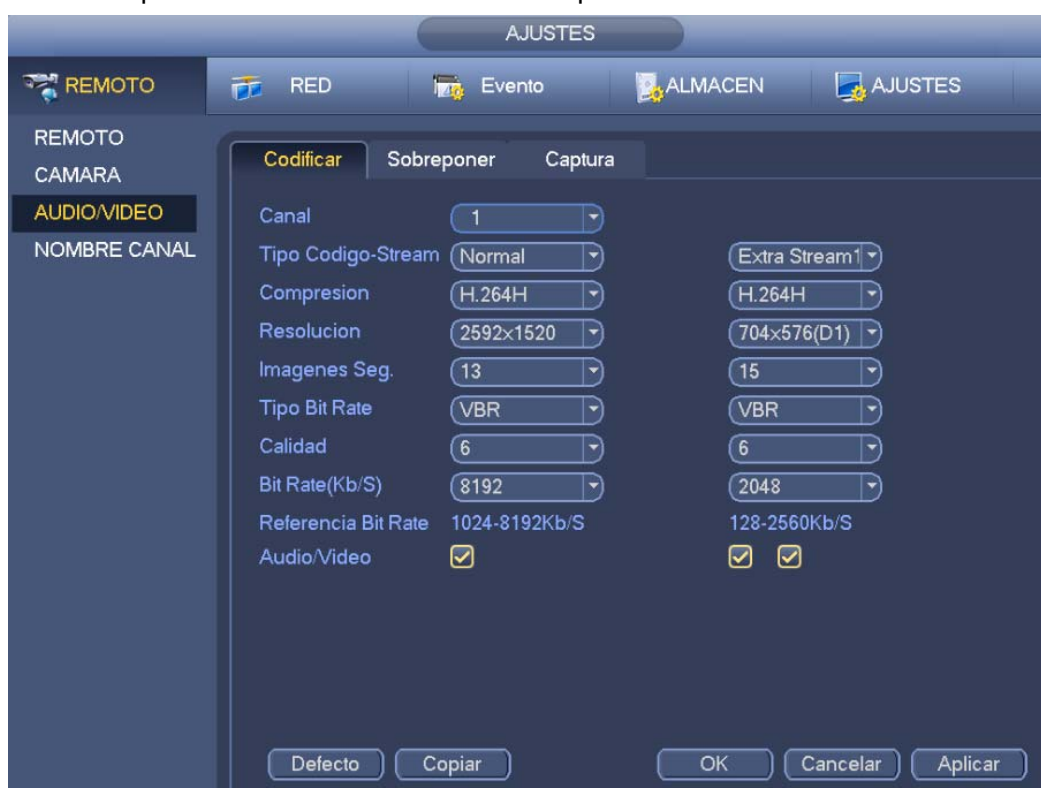 AJUSTES
REMOTO RED Evento ALMACEN AJUSTES
REMOTO
CAMARA
AUDIO/VIDEO
NOMBRE CANAL
Codificar Sobreponer Captura
Canal 1
Tipo Codigo-Stream Normal Extra Stream1
Compresion H.264H H.264H
Resolucion 2592x1520 704x576(D1)
Imagenes Seg. 13 15
Tipo Bit Rate VBR VBR
Calidad 6 6
Bit Rate(Kb/S) 8192 2048
Referencia Bit Rate 1024-8192Kb/S 128-2560Kb/S
Audio/Video
Defecto Copiar OK Cancelar Aplicar